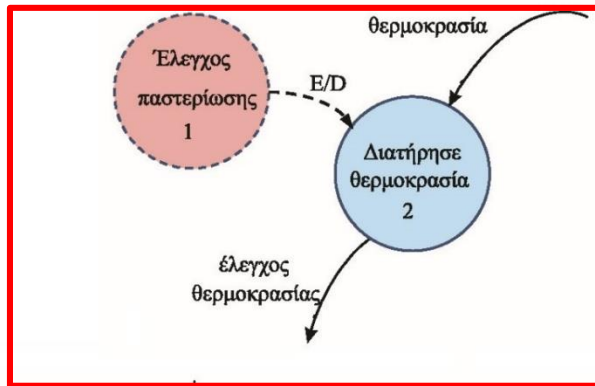 θερμοκρασία
Έλεγχος
παστερίωσης
1
E/D
Διατήρησε
θερμοκρασία
2
έλεγχος
θερμοκρασίας